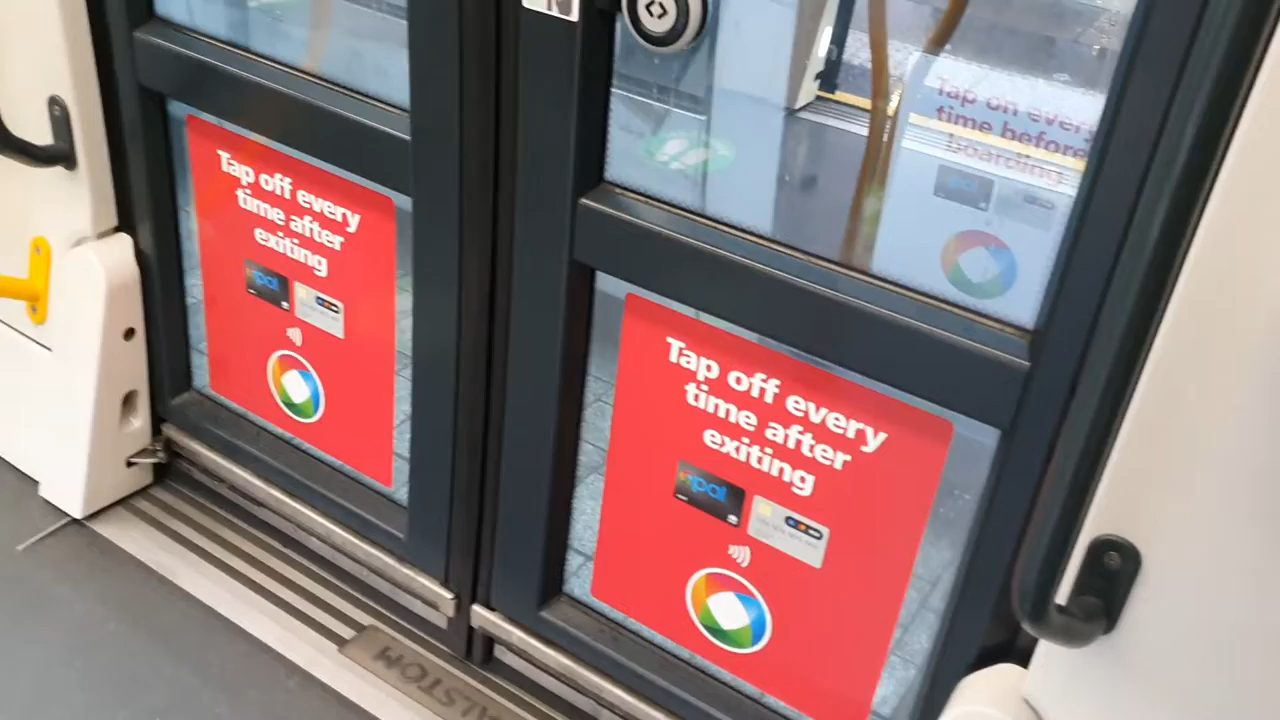 Tap off every
time after
exiting
opal
Tap off every
time after
exiting
opal
Tap on every
time before
boarding
opal
ALSTOM